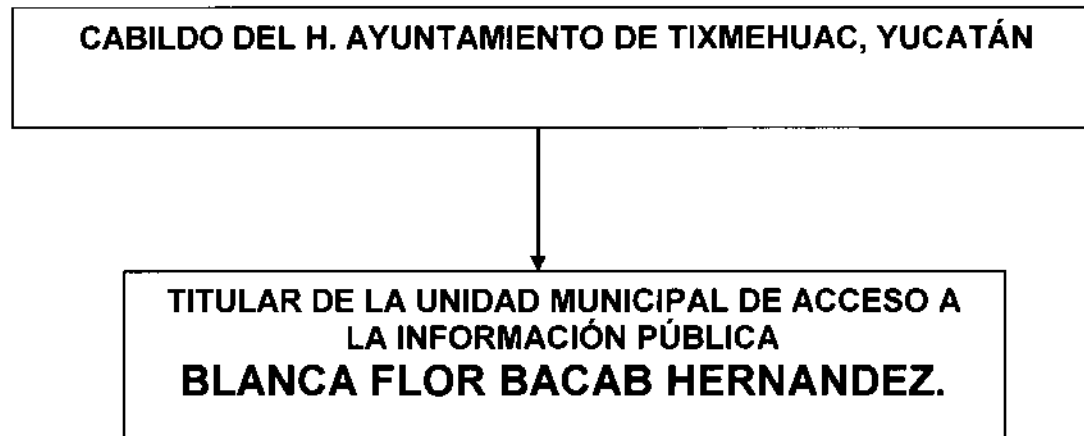 CABILDO DEL H. AYUNTAMIENTO DE TIXMEHUAC, YUCATÁN
TITULAR DE LA UNIDAD MUNICIPAL DE ACCESO A
LA INFORMACIÓN PÚBLICA
BLANCA FLOR BACAB HERNANDEZ.